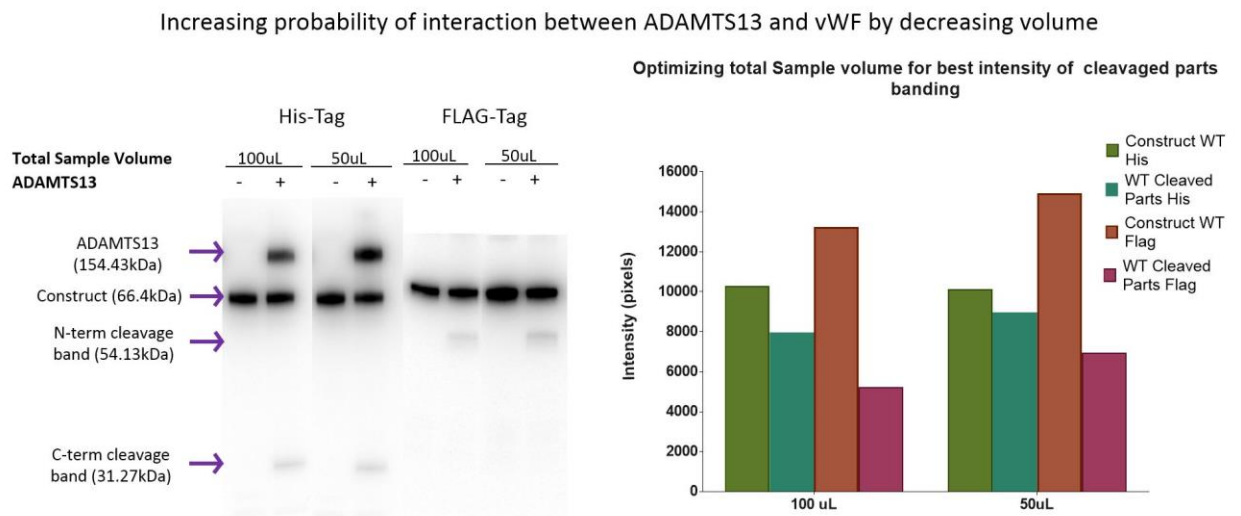 Increasing probability of interaction between ADAMTS13 and vWF by decreasing volume
His-Tag
FLAG-Tag
Total Sample Volume
100uL
50uL
100uL
50uL
ADAMTS13
- + - + - + - +
ADAMTS13
(154.43kDa)
Construct (66.4kDa)
N-term cleavage
band (54.13kDa)
C-term cleavage
band (31.27kDa)
Optimizing total Sample volume for best intensity of cleavaged parts
banding
Intensity (pixels)
16000
14000
12000
10000
8000
6000
4000
2000
0
100 uL
50uL
Construct WT
His
WT Cleaved
Parts His
Construct WT
Flag
WT Cleaved
Parts Flag